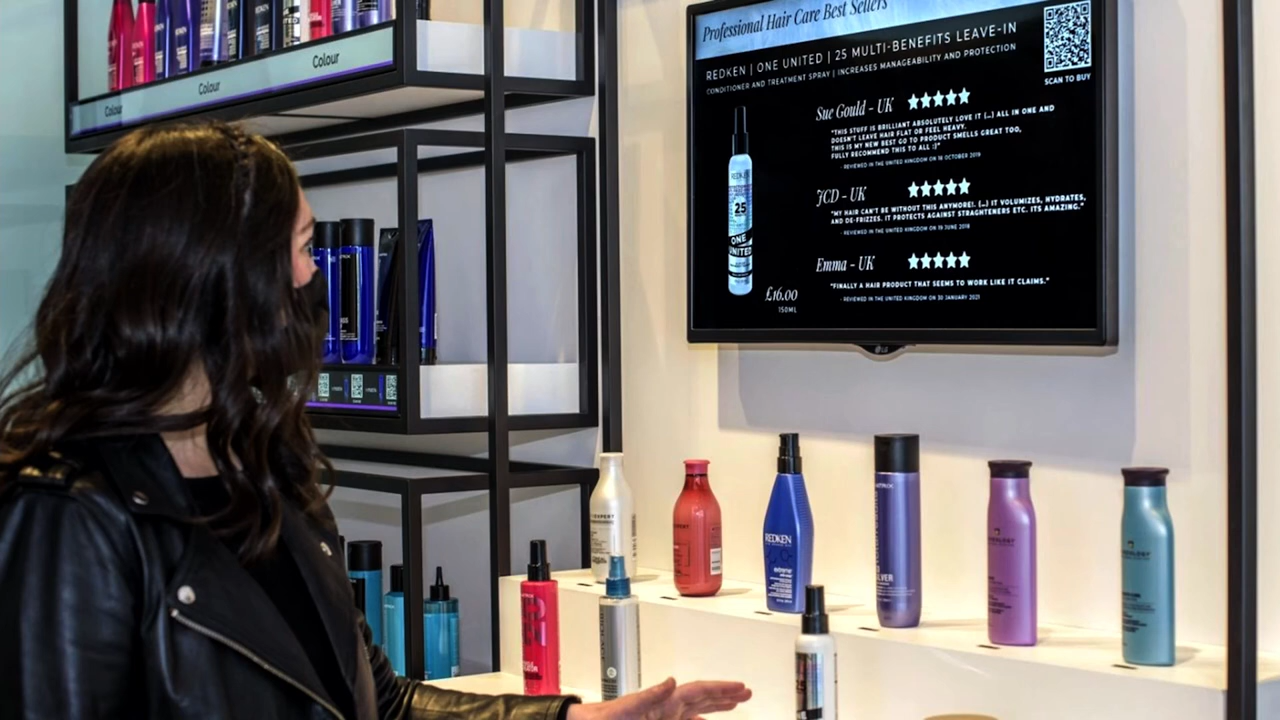 Professional Hair Care Best Sellers
REDKEN | ONE UNITED | 25 MULTI-BENEFITS LEAVE-IN
CONDITIONER AND TREATMENT SPRAY | INCREASES MANAGEABILITY AND PROTECTION
SCAN TO BUY
Sue Gould - UK
"THIS STUFF IS BRILLIANT ABSOLUTELY LOVE IT (...) ALL IN ONE AND
DOESN'T LEAVE HAIR FLAT OR FEEL HEAVY.
THIS IS MY NEW BEST GO TO PRODUCT SMELLS GREAT TOO,
FULLY RECOMMEND THIS TO ALL :)"
- REVIEWED IN THE UNITED KINGDOM ON 18 OCTOBER 2019
JCD - UK
"MY HAIR CAN'T BE WITHOUT THIS ANYMORE!. (...) IT VOLUMIZES, HYDRATES,
AND DE-FRIZZES. IT PROTECTS AGAINST STRAGHTENERS ETC. ITS AMAZING."
- REVIEWED IN THE UNITED KINGDOM ON 19 JUNE 2018
Emma - UK
"FINALLY A HAIR PRODUCT THAT SEEMS TO WORK LIKE IT CLAIMS."
- REVIEWED IN THE UNITED KINGDOM ON 30 JANUARY 2021
REDKEN
25
ONE
UNITED
£16.00
150ML
LG
Colour
Colour
Colour
REDKEN
extreme